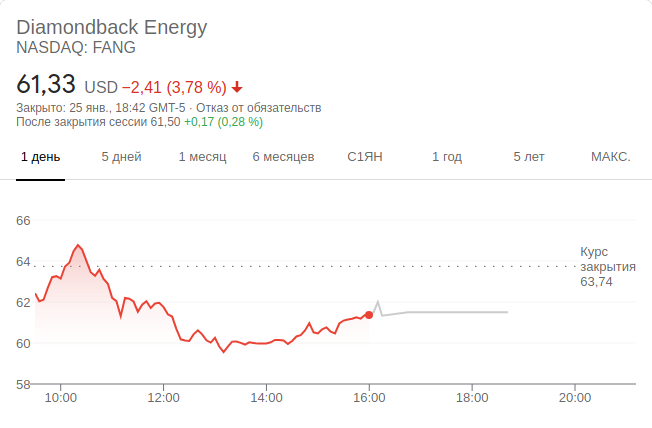 Diamondback Energy
NASDAQ: FANG
61,33 USD −2,41 (3,78 %)
Закрыто: 25 янв., 18:42 GMT-5 · Отказ от обязательств
После закрытия сессии 61,50 +0,17 (0,28 %)
1 день 5 дней 1 месяц 6 месяцев С1ЯН 1 год 5 лет МАКС.
66
64
62
60
58
Курс
закрытия
63,74
10:00 12:00 14:00 16:00 18:00 20:00